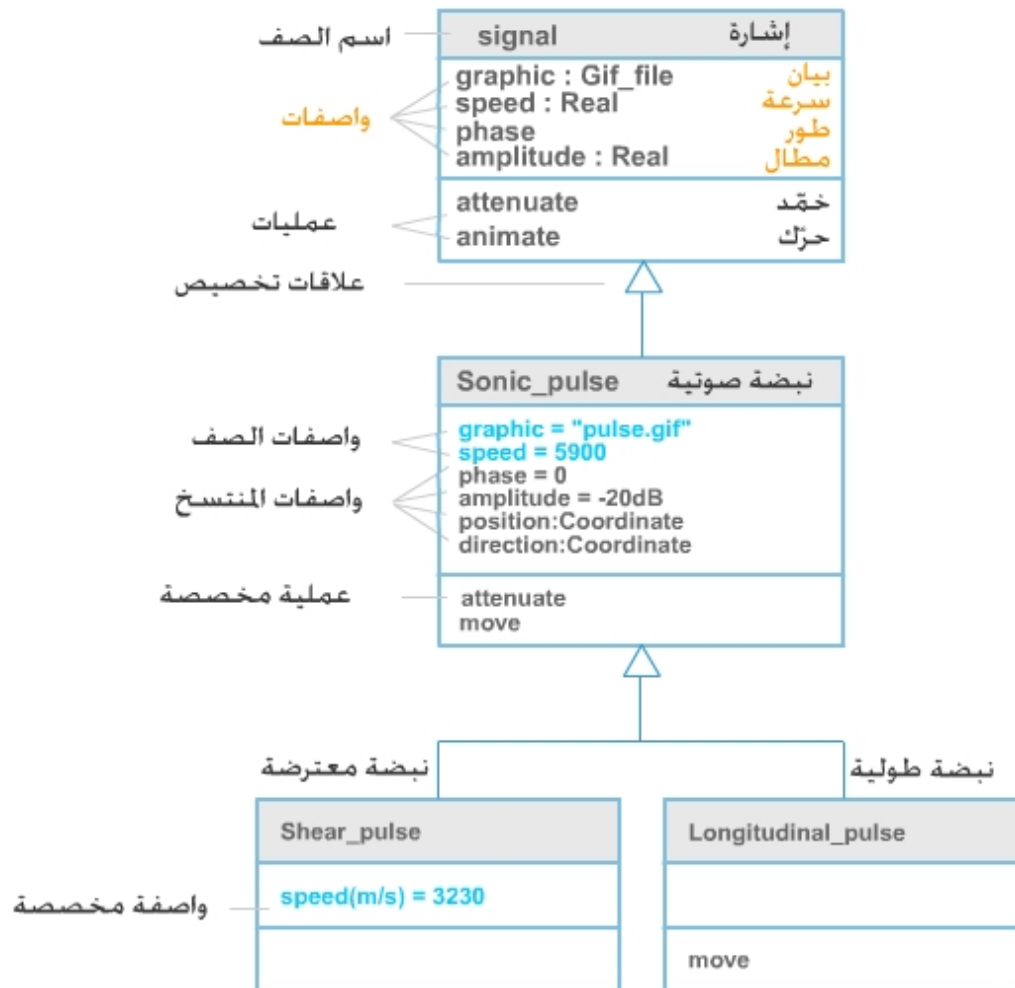 اسم الصف signal إشارة
graphic : Gif_file بيان
speed : Real سرعة
واصفات
phase طور
amplitude : Real مطال
attenuate خمّد
عمليات
animate حرّك
علاقات تخصيص
Sonic_pulse نبضة صوتية
graphic = "pulse.gif"
واصفات الصف
speed = 5900
phase = 0
واصفات المنتسخ
amplitude = -20dB
position:Coordinate
direction:Coordinate
عملية مخصصة attenuate
move
نبضة معترضة
نبضة طولية
Shear_pulse
Longitudinal_pulse
speed(m/s) = 3230
واصفة مخصصة
move